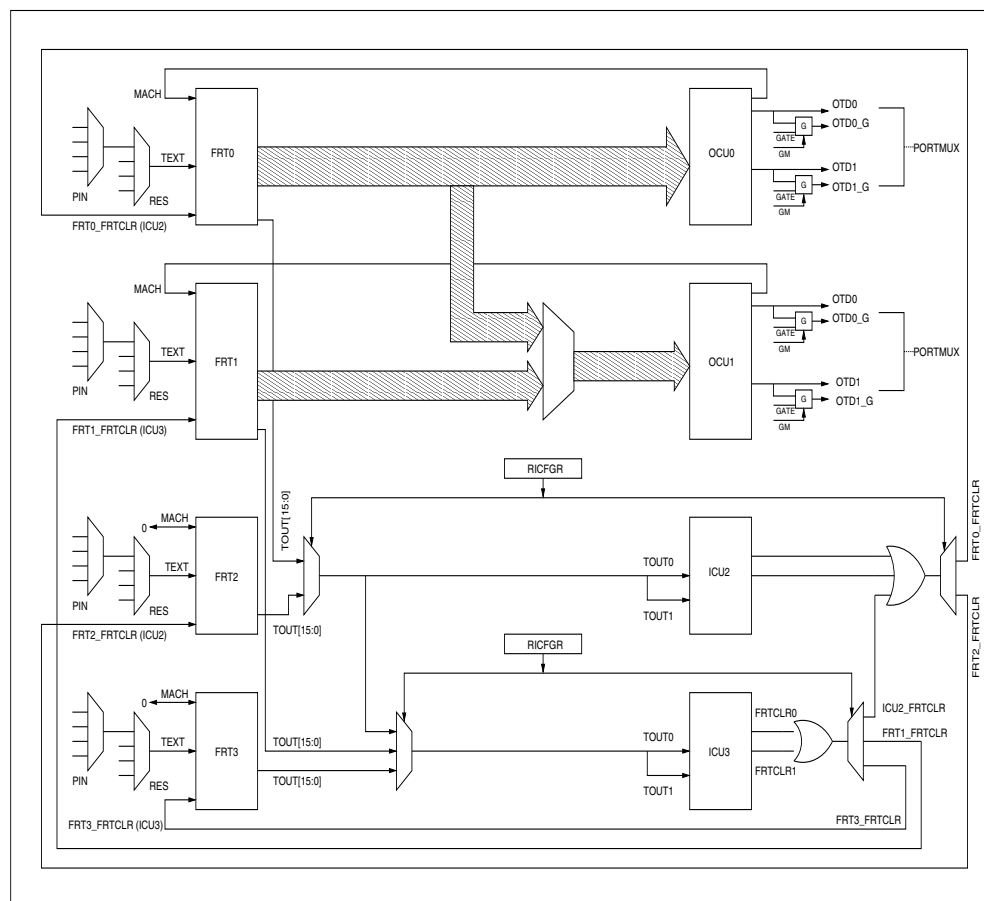 MACH
FRT0
OCU0
OTD0
G
OTD0_G
GATE
GM
PORTMUX
TEXT
OTD1
G
OTD1_G
GATE
GM
PIN
RES
FRT0_FRTCLR (ICU2)
MACH
FRT1
OCU1
OTD0
G
OTD0_G
GATE
GM
PORTMUX
TEXT
OTD1
G
OTD1_G
GATE
GM
PIN
RES
FRT1_FRTCLR (ICU3)
RICFGR
TOUT[15:0]
FRT0_FRTCLR
0
MACH
FRT2
TEXT
TOUT0
ICU2
TOUT1
PIN
RES
TOUT[15:0]
FRT2_FRTCLR (ICU2)
FRT2_FRTCLR
RICFGR
0
MACH
FRT3
TEXT
TOUT[15:0]
TOUT0
ICU3
FRTCLR0
ICU2_FRTCLR
FRT1_FRTCLR
PIN
RES
TOUT[15:0]
TOUT1
FRTCLR1
FRT3_FRTCLR (ICU3)
FRT3_FRTCLR